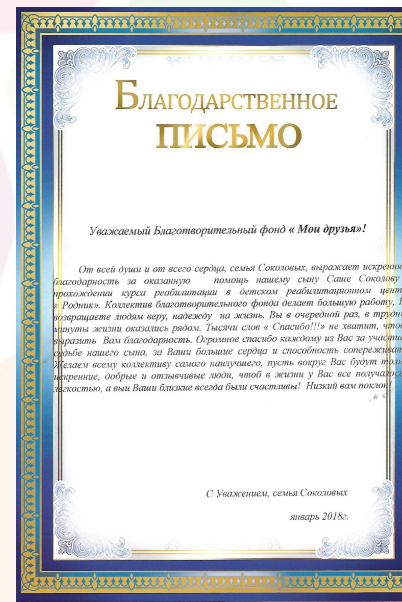 Благодарственное
письмо
Уважаемый Благотворительный фонд « Мои друзья»!
От всей души и от всего сердца, семья Соколовых, выражает искренно
благодарность за оказанную помощь нашему сыну Саше Соколову
прохождении курса реабилитации в детском реабилитационном цент
« Родник». Коллектив благотворительного фонда делает большую работу,
возвращаете людям веру, надежду на жизнь. Вы в очередной раз, в трудн
минуты жизни оказались рядом. Тысячи слов « Спасибо!!!» не хватит, чтоб
выразить Вам благодарность. Огромное спасибо каждому из Вас за участие
судьбе нашего сына, за Ваши большие сердца и способность сопереживат
Желаем всему коллективу самого наилучшего, пусть вокруг Вас будут толь
искренние, добрые и отзывчивые люди, чтоб в жизни у Вас все получалос
легкостью, а выи Ваши близкие всегда были счастливы! Низкий вам поклон!
С Уважением, семья Соколовых
январь 2018г.